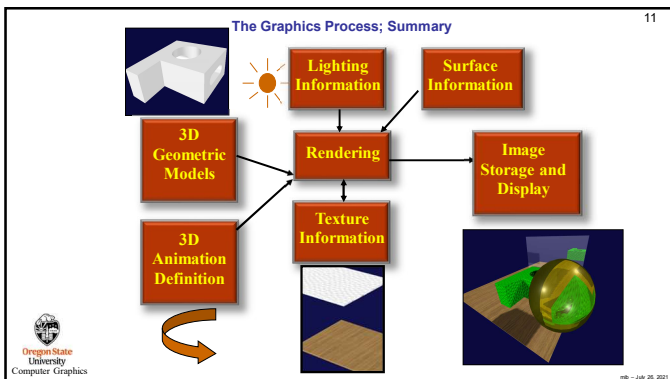 The Graphics Process; Summary
11
Lighting
Information
Surface
Information
3D
Geometric
Models
Rendering
Image
Storage and
Display
3D
Animation
Definition
Texture
Information
Oregon State
University
Computer Graphics
mjb – July 26, 2021